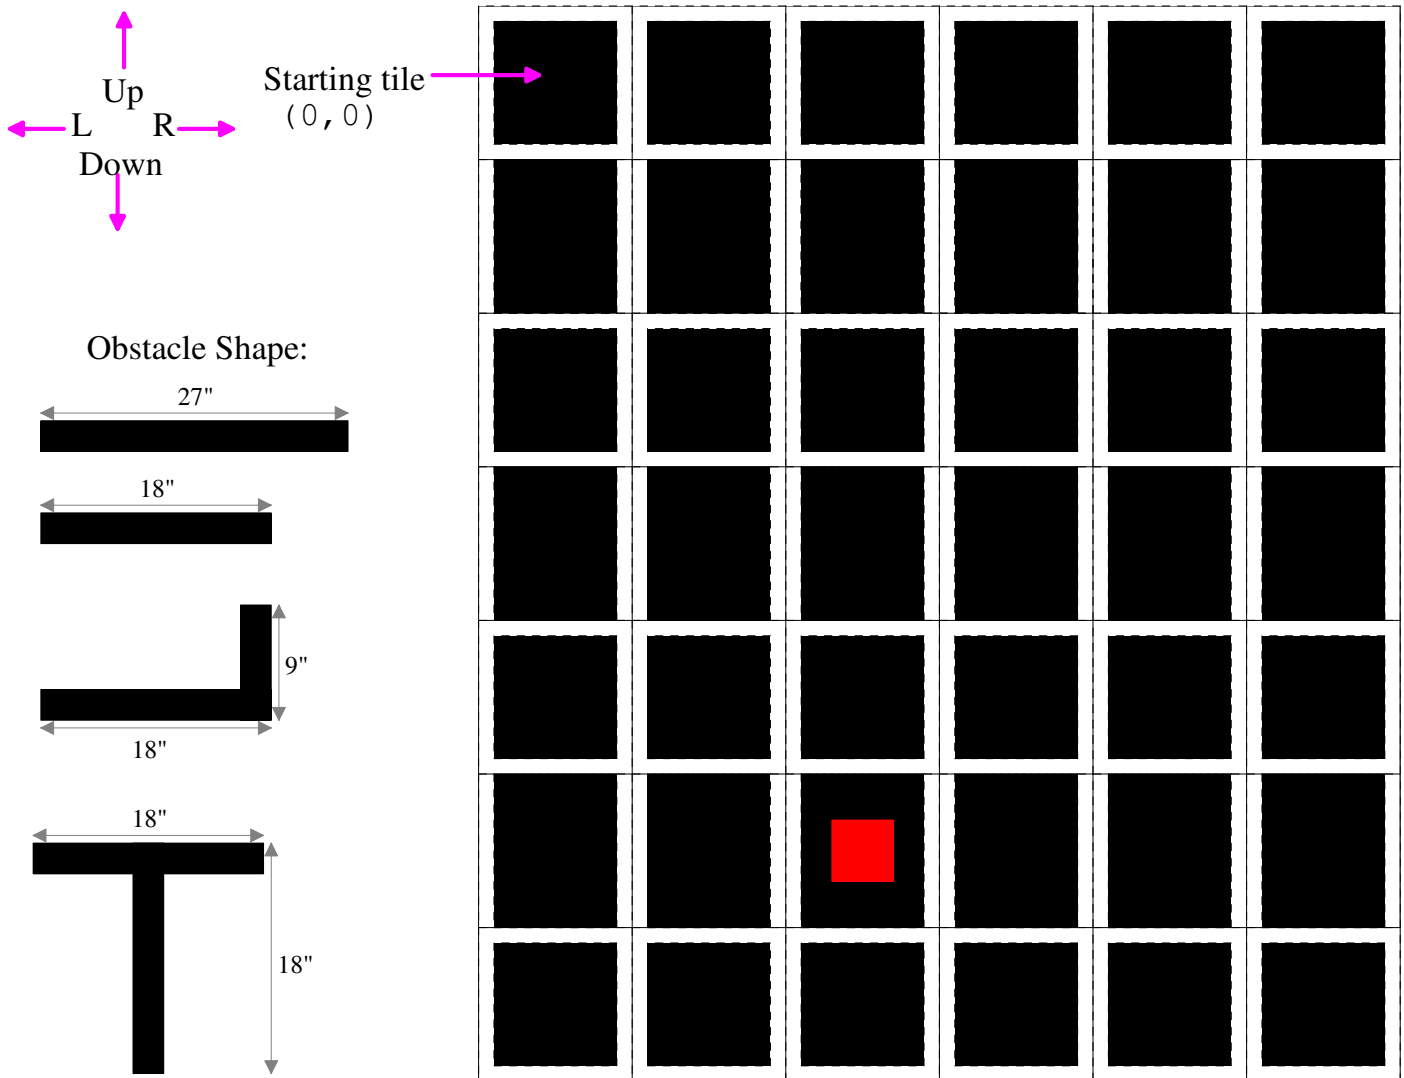 Up
L R
Down
Starting tile
(0,0)
Obstacle Shape:
27"
18"
9"
18"
18"
18"